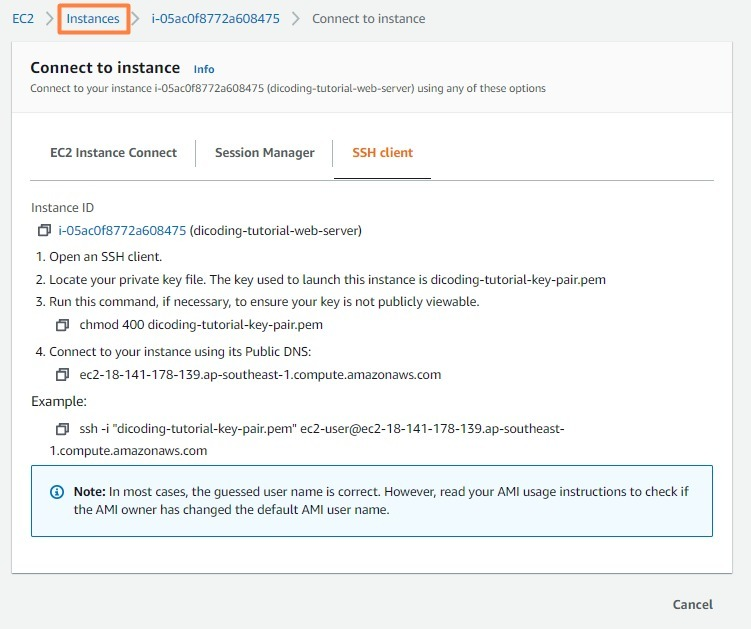 EC2 > Instances > i-05ac0f8772a608475 > Connect to instance
Connect to instance Info
Connect to your instance i-05ac0f8772a608475 (dicoding-tutorial-web-server) using any of these options
EC2 Instance Connect Session Manager SSH client
Instance ID
i-05ac0f8772a608475 (dicoding-tutorial-web-server)
1. Open an SSH client.
2. Locate your private key file. The key used to launch this instance is dicoding-tutorial-key-pair.pem
3. Run this command, if necessary, to ensure your key is not publicly viewable.
chmod 400 dicoding-tutorial-key-pair.pem
4. Connect to your instance using its Public DNS:
ec2-18-141-178-139.ap-southeast-1.compute.amazonaws.com
Example:
ssh -i "dicoding-tutorial-key-pair.pem" ec2-user@ec2-18-141-178-139.ap-southeast-
1.compute.amazonaws.com
Note: In most cases, the guessed user name is correct. However, read your AMI usage instructions to check if
the AMI owner has changed the default AMI user name.
Cancel